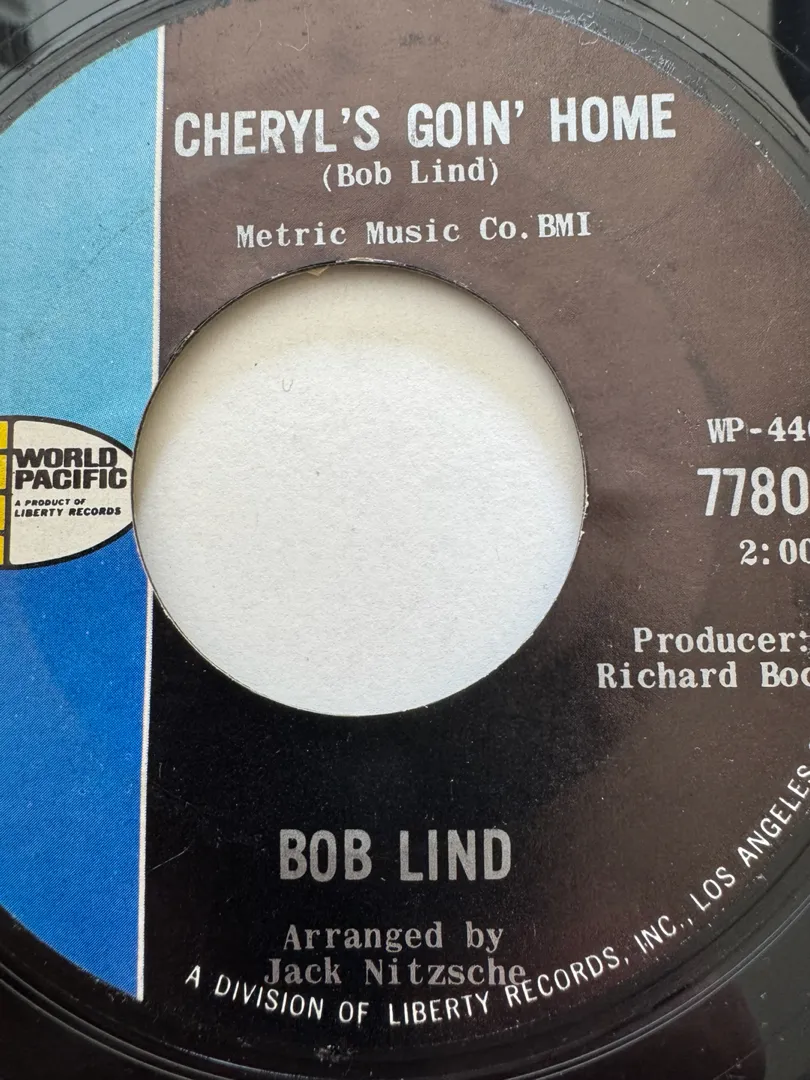 CHERYL'S GOIN' HOME
(Bob Lind)
Metric Music Co. BMI
WORLD
PACIFIC
A PRODUCT OF
LIBERTY RECORDS
WP-44
7780
2:00
Producer:
Richard Boc
BOB LIND
Arranged by
Jack Nitzsche
A DIVISION OF LIBERTY RECORDS, INC., LOS ANGELES